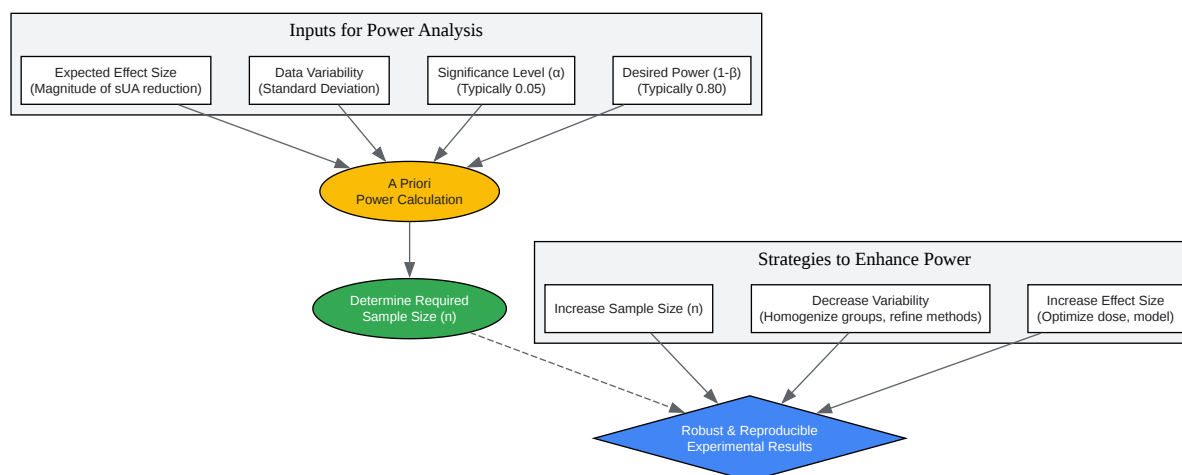 Inputs for Power Analysis
Expected Effect Size
(Magnitude of sUA reduction)
Data Variability
(Standard Deviation)
Significance Level (α)
(Typically 0.05)
Desired Power (1-β)
(Typically 0.80)
A Priori
Power Calculation
Determine Required
Sample Size (n)
Strategies to Enhance Power
Increase Sample Size (n)
Decrease Variability
(Homogenize groups, refine methods)
Increase Effect Size
(Optimize dose, model)
Robust & Reproducible
Experimental Results